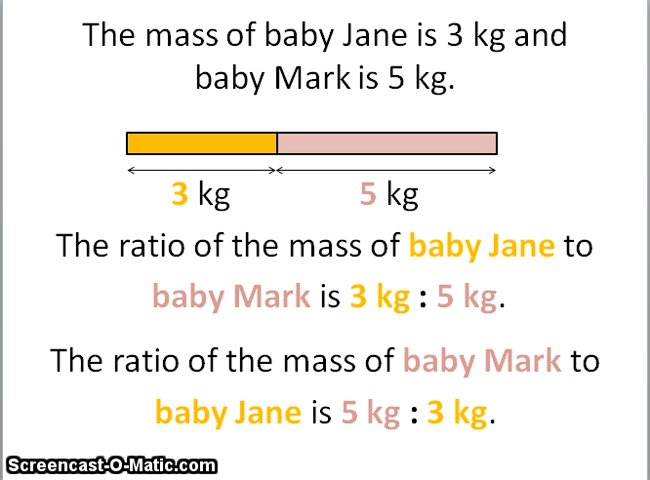 The mass of baby Jane is 3 kg and
baby Mark is 5 kg.
3 kg 5 kg
The ratio of the mass of baby Jane to
baby Mark is 3 kg : 5 kg.
The ratio of the mass of baby Mark to
baby Jane is 5 kg : 3 kg.
Screencast-O-Matic.com